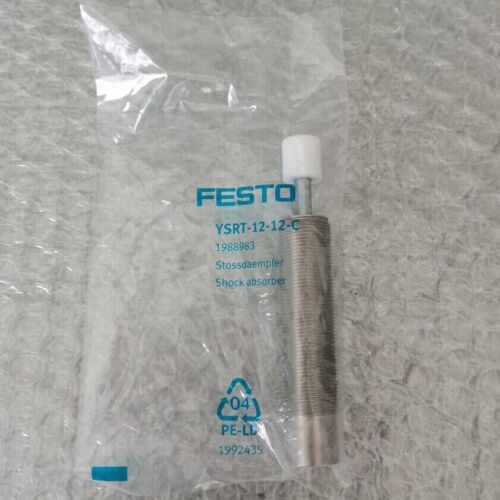 FESTO
YSRT-12-12-C
1988983
Stossdaempfer
Shock absorber
04
PE-LD
1992435